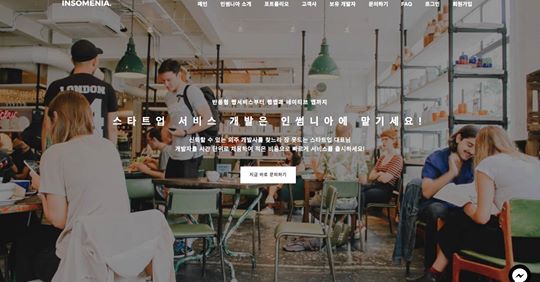 INSOMENIA.
메인 인썸니아 소개 포트폴리오 고객사 보유 개발자 문의하기 FAQ 로그인 회원가입
LONDON
반응형 웹서비스부터 웹앱과 네이티브 앱까지
스타트업 서비스 개발은 인썸니아에 맡기세요!
신뢰할 수 있는 외주 개발사를 찾느라 잠 못드는 스타트업 대표님
개발자를 시간 단위로 채용하여 적은 비용으로 빠르게 서비스를 출시하세요!
지금 바로 문의하기